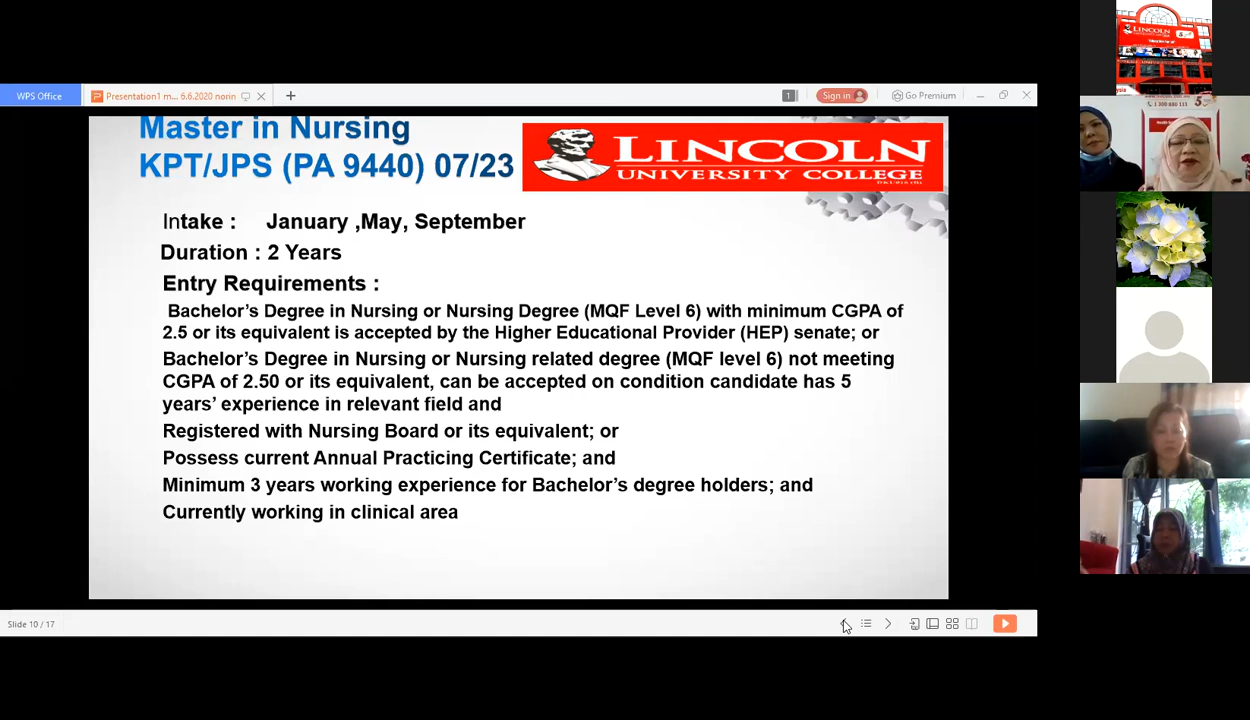 WPS Office
Presentation1 m... 6.6.2020 norin
1
Sign in
Go Premium
Master in Nursing
KPT/JPS (PA 9440) 07/23
LINCOLN
UNIVERSITY COLLEGE
Intake : January ,May, September
Duration : 2 Years
Entry Requirements :
Bachelor's Degree in Nursing or Nursing Degree (MQF Level 6) with minimum CGPA of
2.5 or its equivalent is accepted by the Higher Educational Provider (HEP) senate; or
Bachelor's Degree in Nursing or Nursing related degree (MQF level 6) not meeting
CGPA of 2.50 or its equivalent, can be accepted on condition candidate has 5
years' experience in relevant field and
Registered with Nursing Board or its equivalent; or
Possess current Annual Practicing Certificate; and
Minimum 3 years working experience for Bachelor's degree holders; and
Currently working in clinical area
Slide 10 / 17
LINCOLN